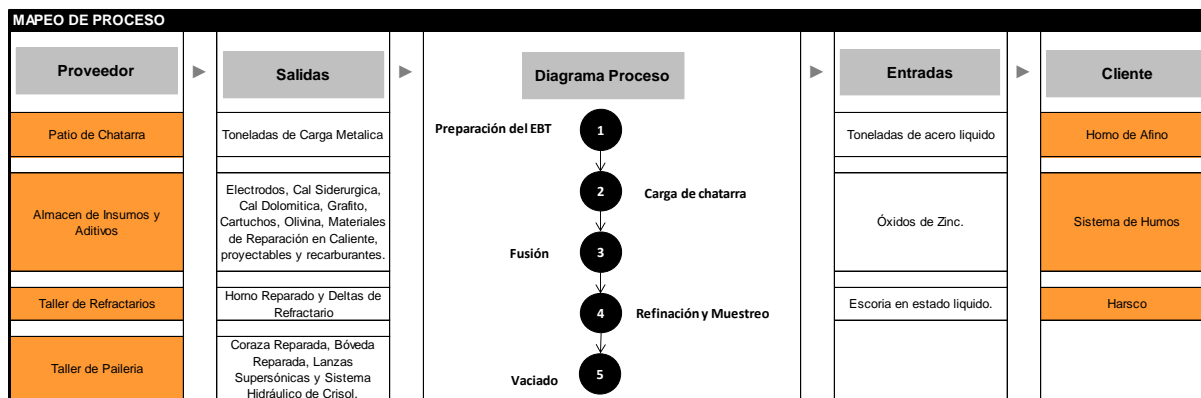 MAPEO DE PROCESO
Proveedor
Salidas
Diagrama Proceso
Entradas
Cliente
Patio de Chatarra
Toneladas de Carga Metalica
Preparación del EBT
1
Toneladas de acero liquido
Horno de Afino
Almacen de Insumos y
Aditivos
Electrodos, Cal Siderurgica,
Cal Dolomitica, Grafito,
Cartuchos, Olivina, Materiales
de Reparación en Caliente,
proyectables y recarburantes.
2
Carga de chatarra
Fusión
3
Óxidos de Zinc.
Sistema de Humos
Taller de Refractarios
Horno Reparado y Deltas de
Refractario
4
Refinación y Muestreo
Escoria en estado liquido.
Harsco
Taller de Paileria
Coraza Reparada, Bóveda
Reparada, Lanzas
Supersónicas y Sistema
Hidráulico de Crisol.
Vaciado
5